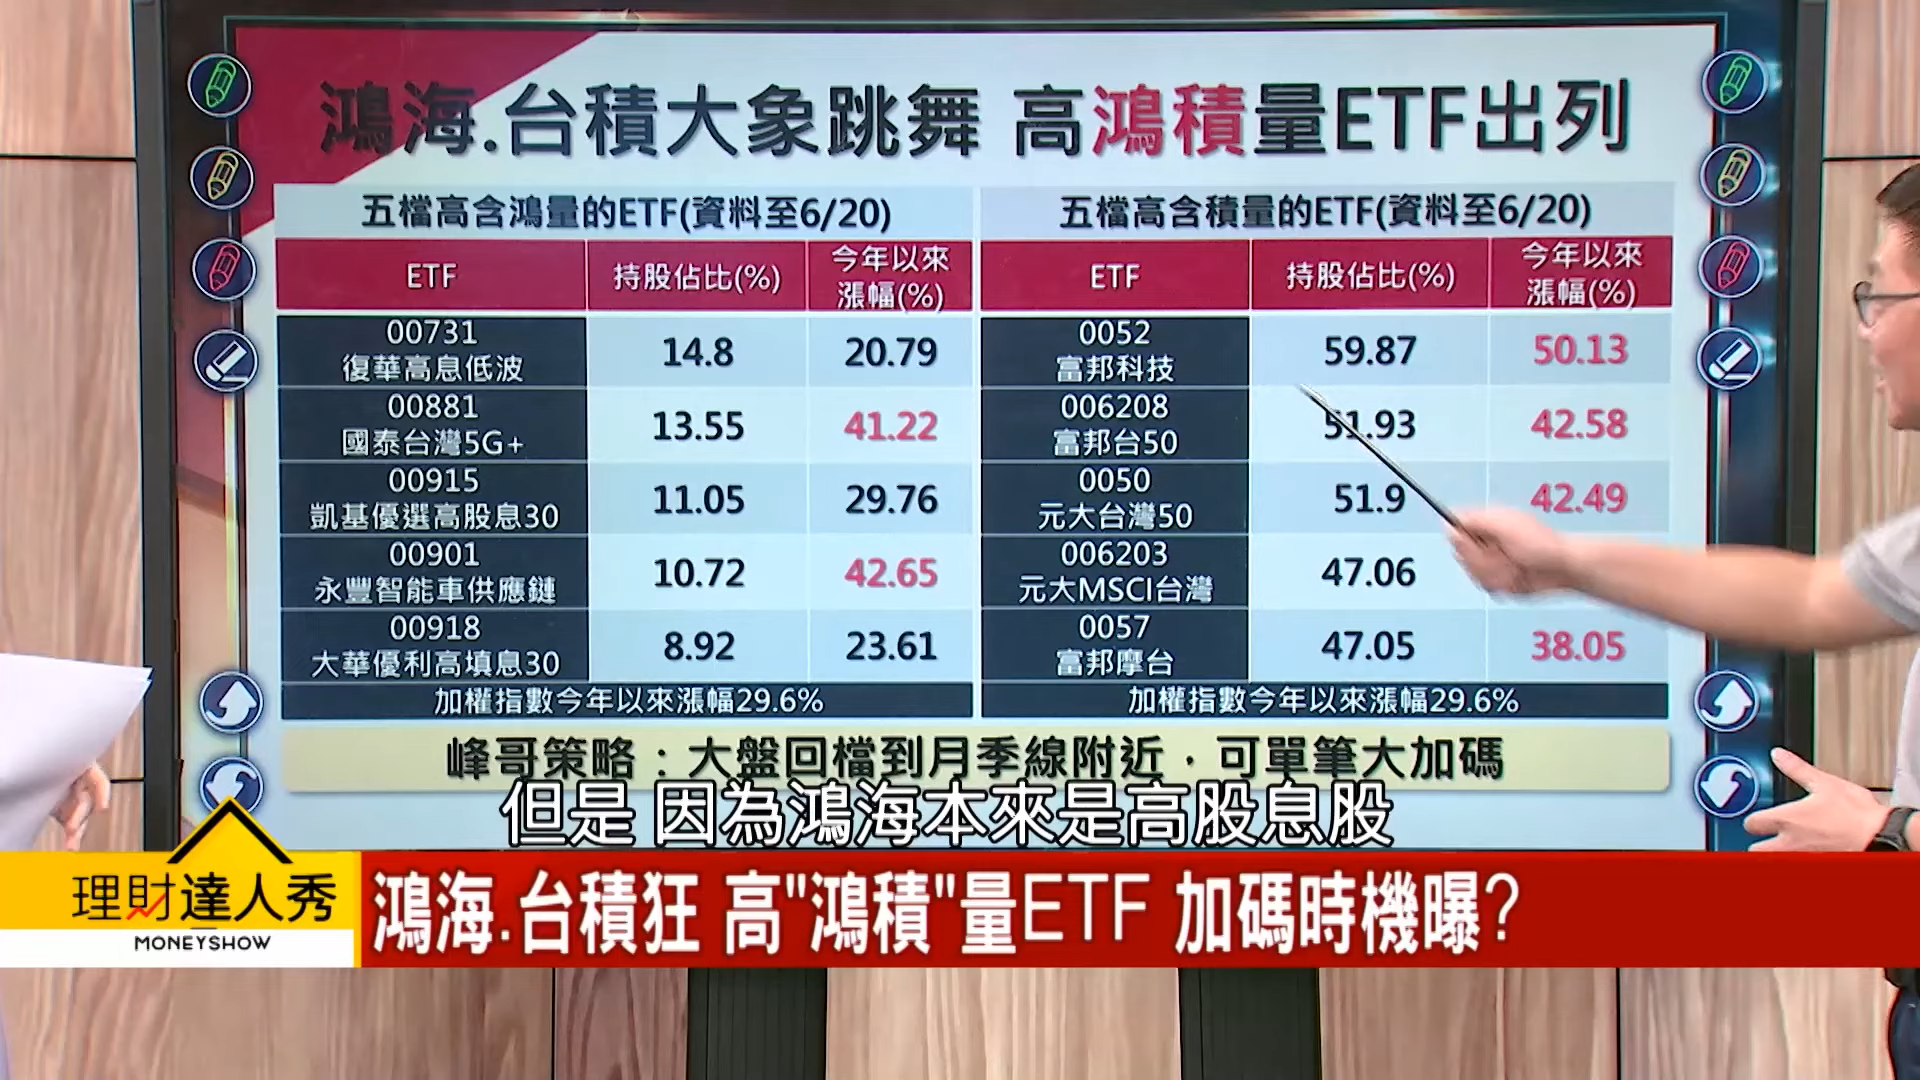 鴻海.台積大象跳舞 高鴻積量ETF出列
五檔高含鴻量的ETF(資料至6/20)
ETF 持股佔比(%) 今年以來漲幅(%)
00731 復華高息低波 14.8 20.79
00881 國泰台灣5G+ 13.55 41.22
00915 凱基優選高股息30 11.05 29.76
00901 永豐智能車供應鏈 10.72 42.65
00918 大華優利高填息30 8.92 23.61
加權指數今年以來漲幅29.6%
五檔高含積量的ETF(資料至6/20)
ETF 持股佔比(%) 今年以來漲幅(%)
0052 富邦科技 59.87 50.13
006208 富邦台50 51.93 42.58
0050 元大台灣50 51.9 42.49
006203 元大MSCI台灣 47.06
0057 富邦摩台 47.05 38.05
加權指數今年以來漲幅29.6%
峰哥策略：大盤回檔到月季線附近，可單筆大加碼
但是 因為鴻海本來是高股息股
理財達人秀
MONEYSHOW
鴻海.台積狂 高"鴻積"量ETF 加碼時機曝?